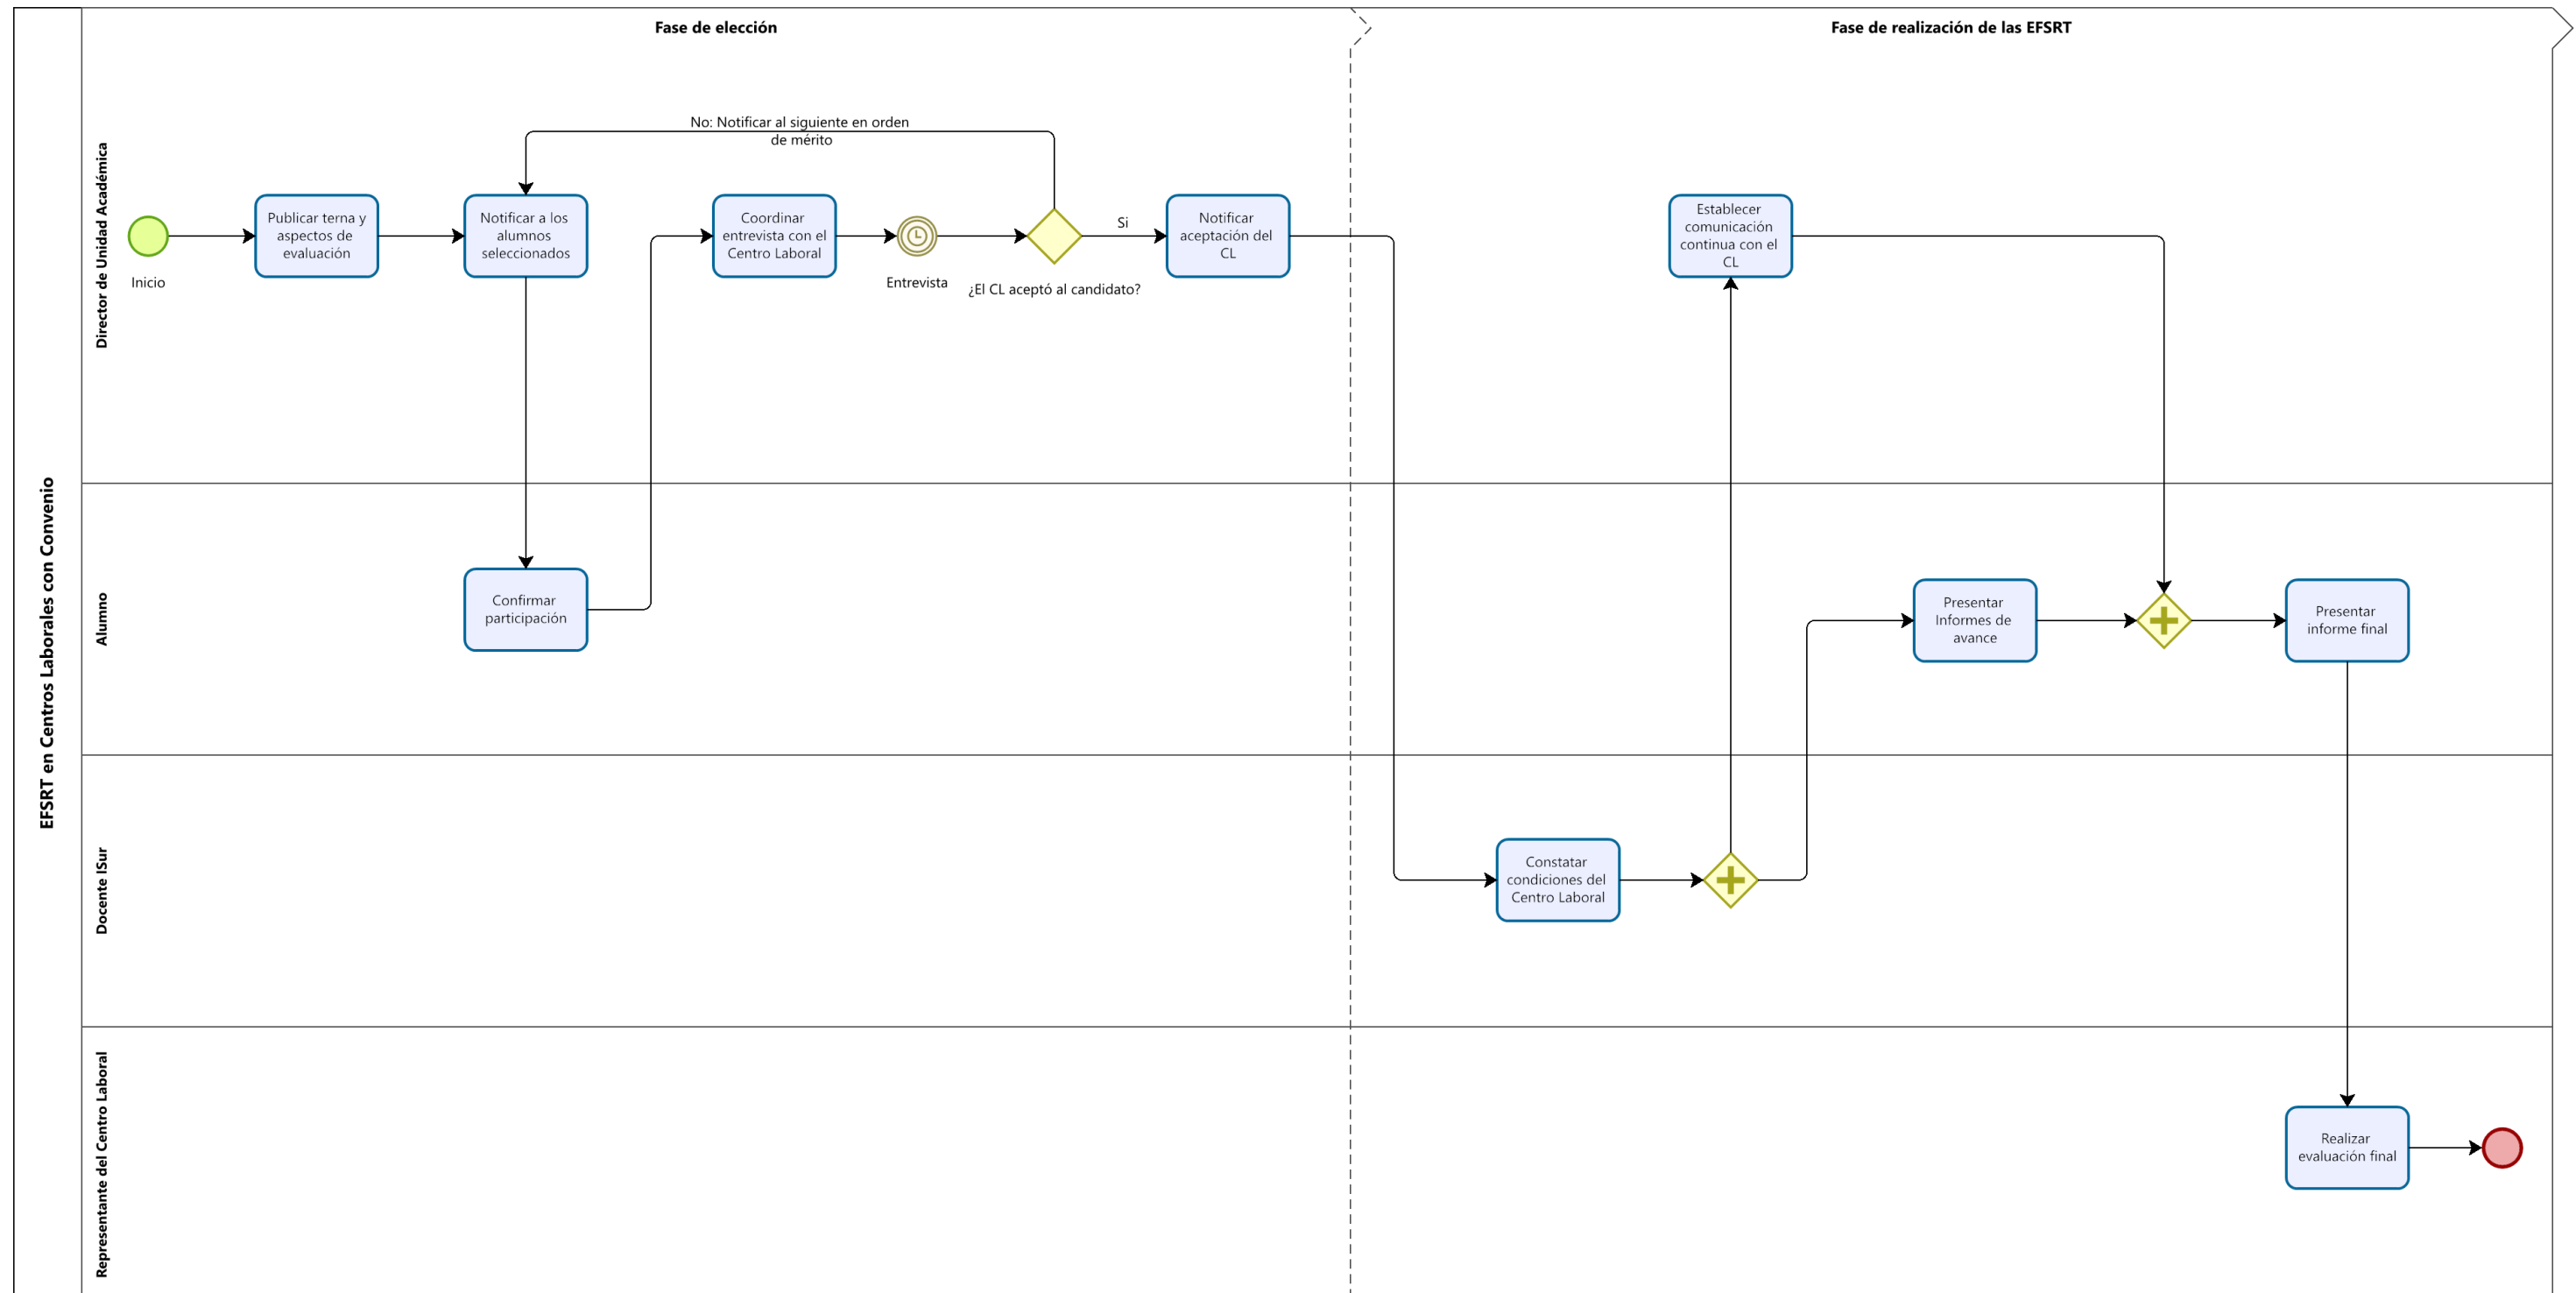 Fase de elección
Fase de realización de las EFSRT
EFSRT en Centros Laborales con Convenio
Director de Unidad Académica
No: Notificar al siguiente en orden
de mérito
Inicio
Publicar terna y
aspectos de
evaluación
Notificar a los
alumnos
seleccionados
Coordinar
entrevista con el
Centro Laboral
Entrevista
¿El CL aceptó al candidato?
Si
Notificar
aceptación del
CL
Establecer
comunicación
continua con el
CL
Alumno
Confirmar
participación
Presentar
Informes de
avance
Presentar
informe final
Docente ISur
Constatar
condiciones del
Centro Laboral
Representante del Centro Laboral
Realizar
evaluación final